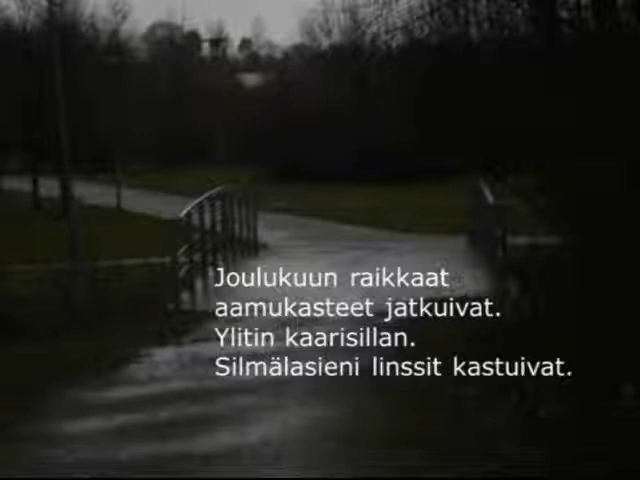 Joulukuun raikkaat
aamukasteet jatkuivat.
Ylitin kaarisillan.
Silmälasieni linssit kastuivat.